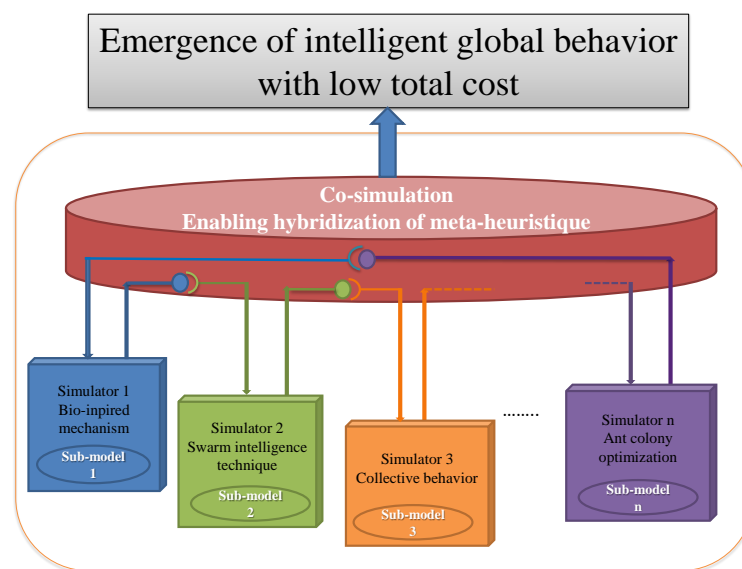 Emergence of intelligent global behavior
with low total cost
Co-simulation
Enabling hybridization of meta-heuristique
Simulator 1
Bio-inpired
mechanism
Sub-model
1
Simulator 2
Swarm intelligence
technique
Sub-model
2
Simulator 3
Collective behavior
Sub-model
3
........
Simulator n
Ant colony
optimization
Sub-model
n